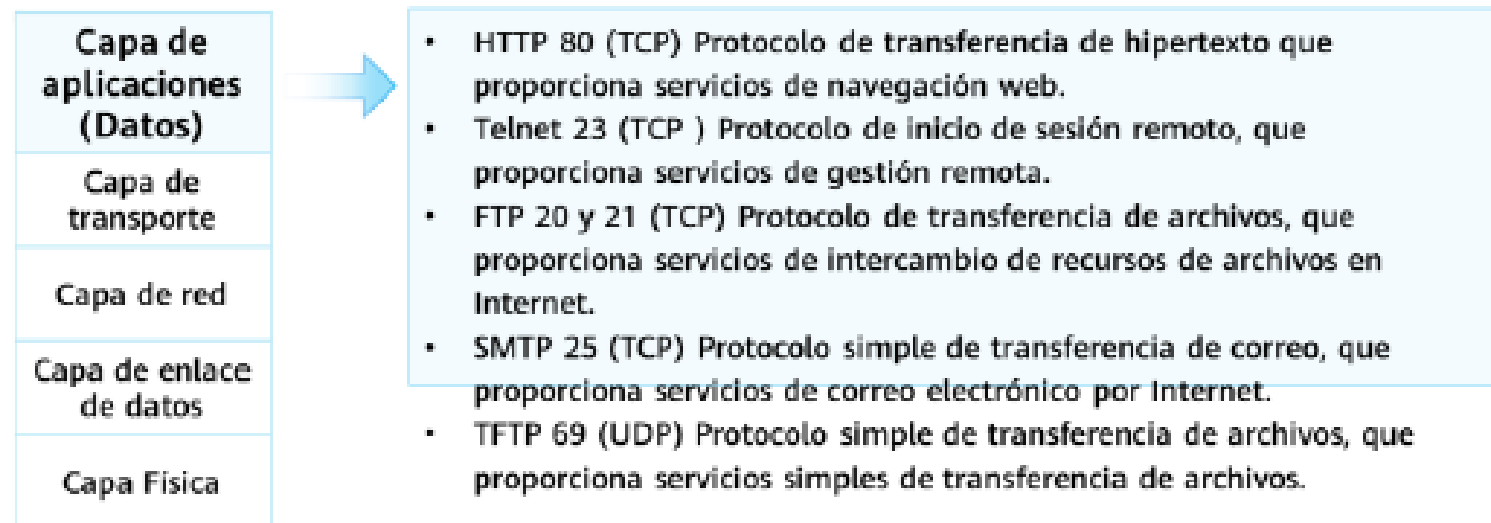 Capa de
aplicaciones
(Datos)
Capa de
transporte
Capa de red
Capa de enlace
de datos
Capa Física
• HTTP 80 (TCP) Protocolo de transferencia de hipertexto que
proporciona servicios de navegación web.
• Telnet 23 (TCP ) Protocolo de inicio de sesión remoto, que
proporciona servicios de gestión remota.
• FTP 20 y 21 (TCP) Protocolo de transferencia de archivos, que
proporciona servicios de intercambio de recursos de archivos en
Internet.
• SMTP 25 (TCP) Protocolo simple de transferencia de correo, que
proporciona servicios de correo electrónico por Internet.
• TFTP 69 (UDP) Protocolo simple de transferencia de archivos, que
proporciona servicios simples de transferencia de archivos.